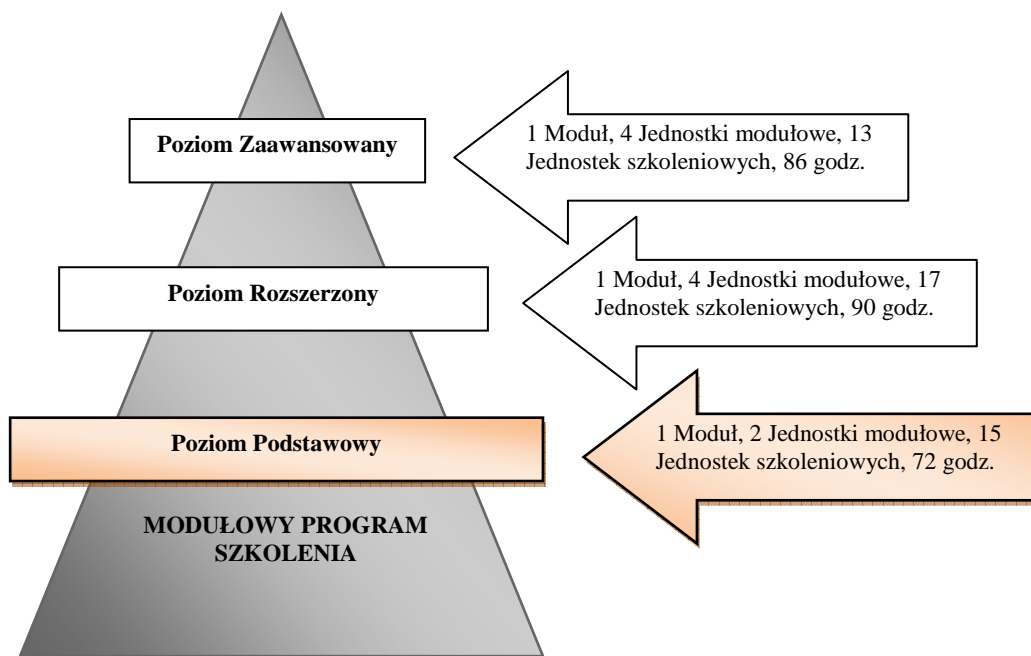 Poziom Zaawansowany
1 Moduł, 4 Jednostki modułowe, 13
Jednostek szkoleniowych, 86 godz.
Poziom Rozszerzony
1 Moduł, 4 Jednostki modułowe, 17
Jednostek szkoleniowych, 90 godz.
Poziom Podstawowy
1 Moduł, 2 Jednostki modułowe, 15
Jednostek szkoleniowych, 72 godz.
MODUŁOWY PROGRAM
SZKOLENIA